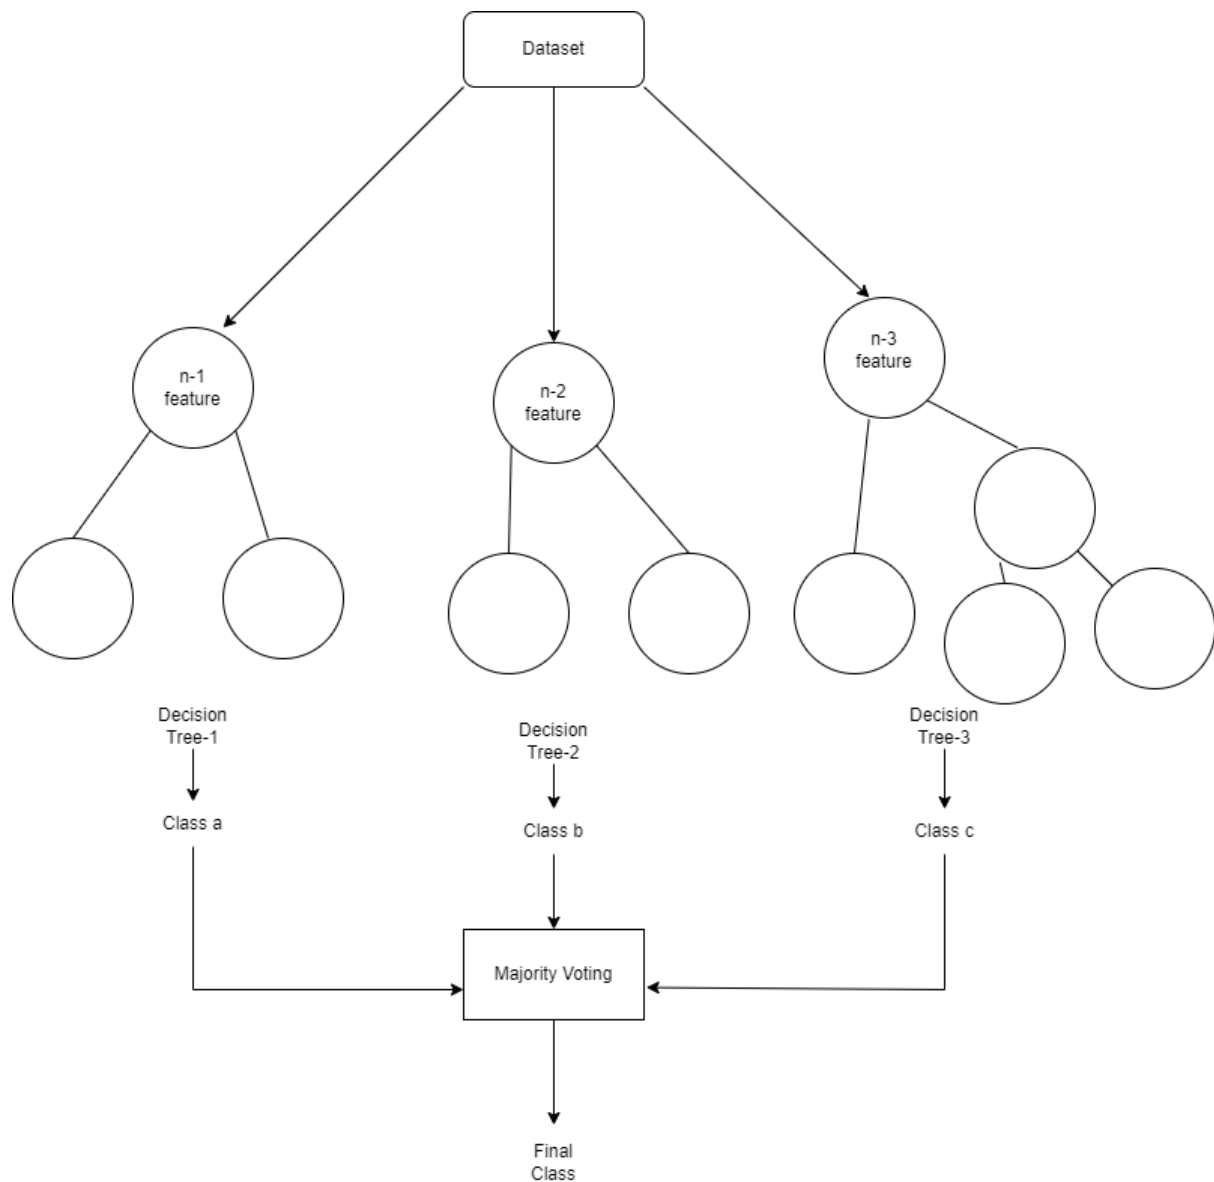 Dataset
n-1
feature
n-2
feature
n-3
feature
Decision
Tree-1
Decision
Tree-2
Decision
Tree-3
Class a
Class b
Class c
Majority Voting
Final
Class